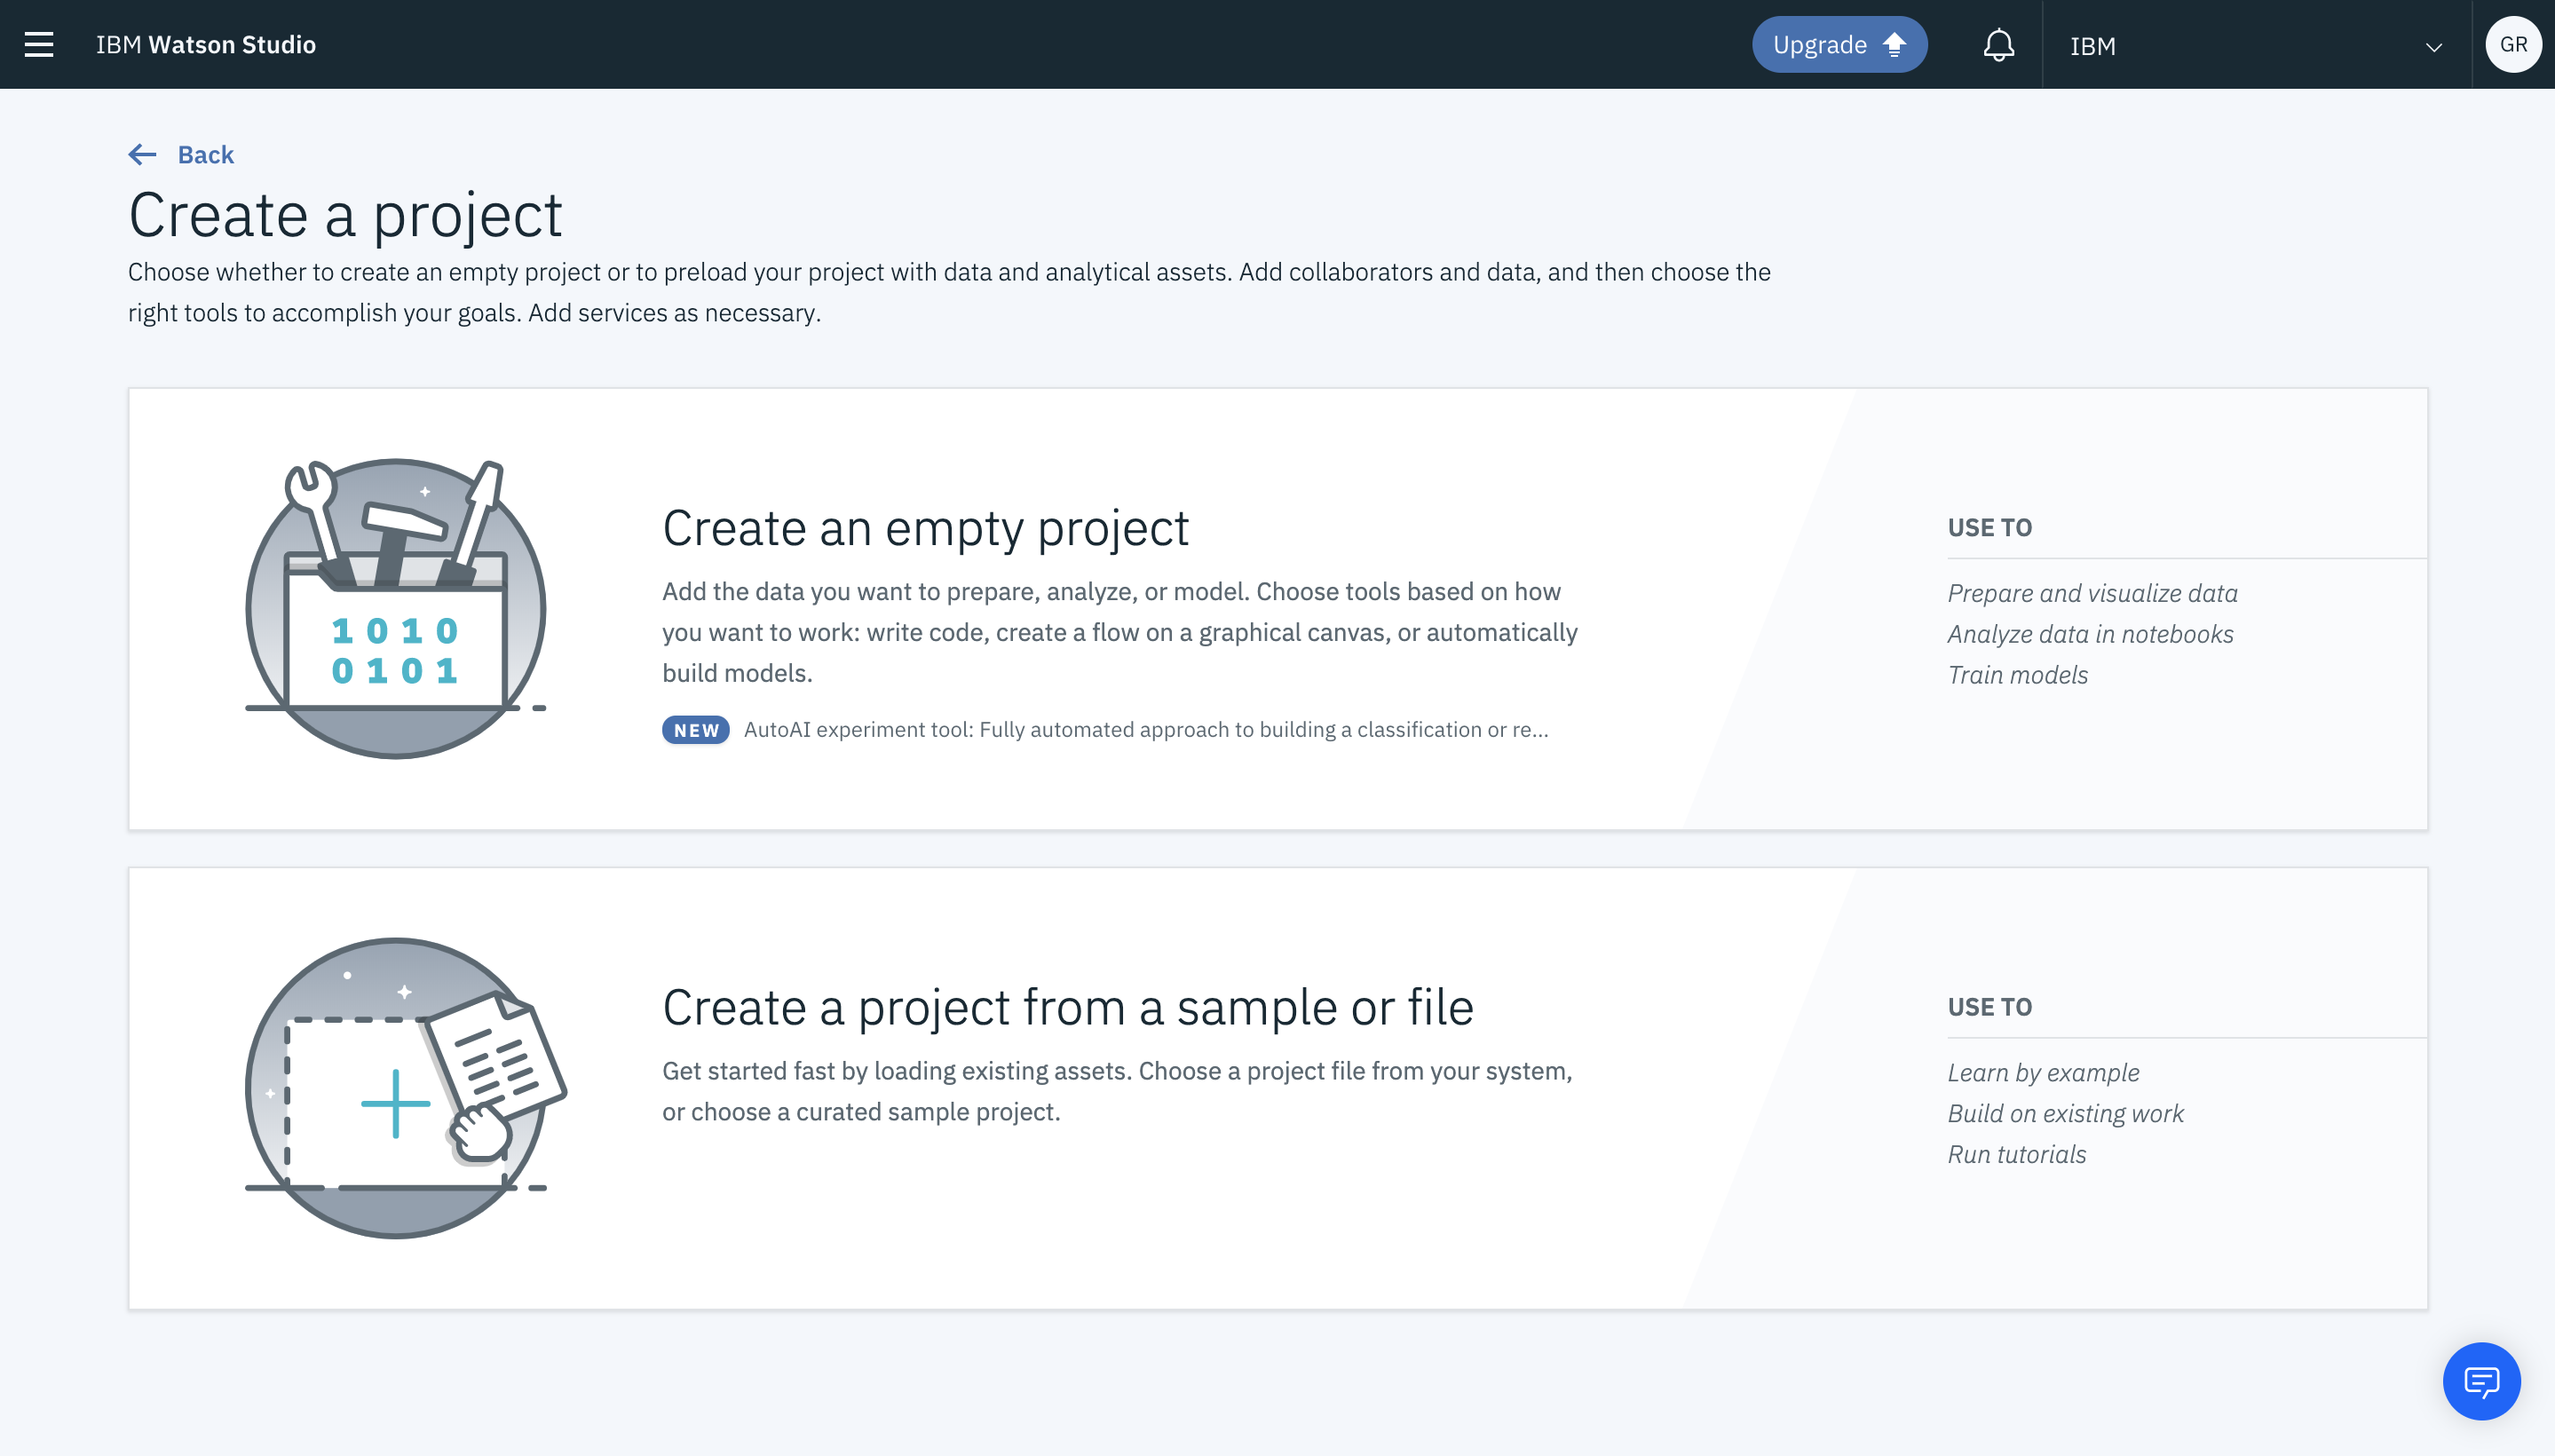 IBM Watson Studio
Upgrade
IBM
GR
Back
Create a project
Choose whether to create an empty project or to preload your project with data and analytical assets. Add collaborators and data, and then choose the
right tools to accomplish your goals. Add services as necessary.
1 0 1 0
0 1 0 1
Create an empty project
Add the data you want to prepare, analyze, or model. Choose tools based on how
you want to work: write code, create a flow on a graphical canvas, or automatically
build models.
NEW AutoAI experiment tool: Fully automated approach to building a classification or re...
USE TO
Prepare and visualize data
Analyze data in notebooks
Train models
Create a project from a sample or file
Get started fast by loading existing assets. Choose a project file from your system,
or choose a curated sample project.
USE TO
Learn by example
Build on existing work
Run tutorials